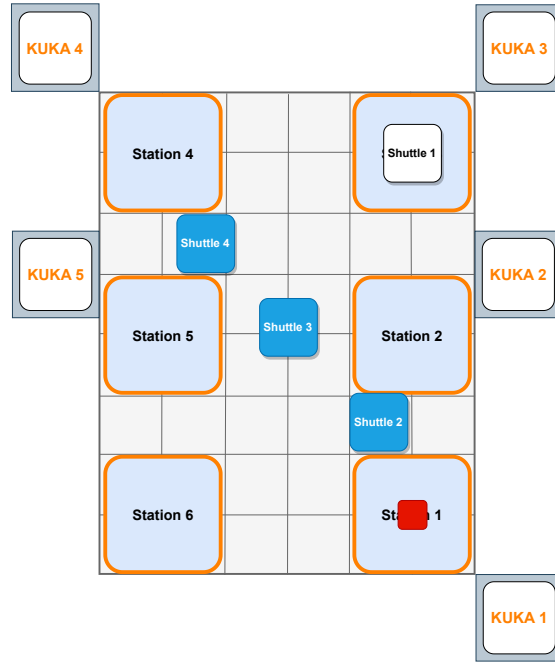 KUKA 4
KUKA 3
Station 4
Shuttle 1
Shuttle 4
KUKA 5
KUKA 2
Shuttle 3
Station 5
Station 2
Shuttle 2
Station 6
Sta 1
KUKA 1